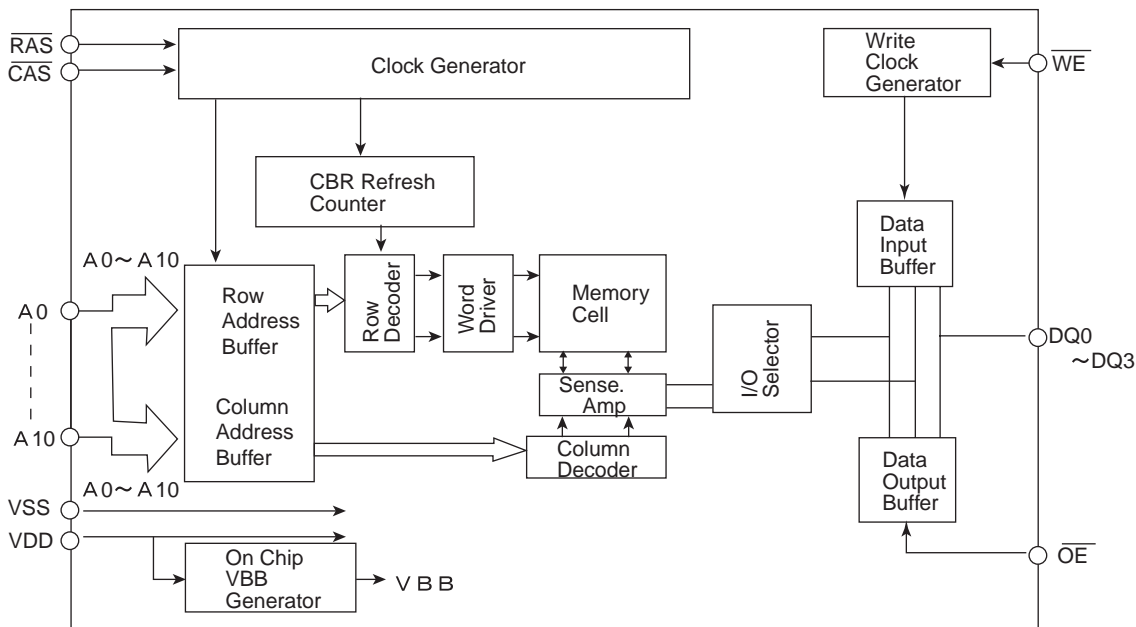 RAS
CAS
Clock Generator
Write
Clock
Generator
WE
CBR Refresh
Counter
A0～A10
A0
A10
Row
Address
Buffer
Column
Address
Buffer
Row
Decoder
Word
Driver
Memory
Cell
Sense.
Amp
Column
Decoder
I/O
Selector
Data
Input
Buffer
DQ0
～DQ3
Data
Output
Buffer
A0～A10
VSS
VDD
On Chip
VBB
Generator
VBB
OE